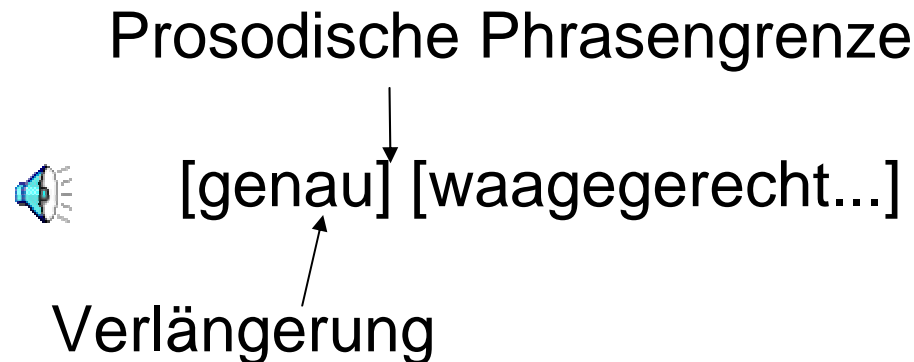 Prosodische Phrasengrenze
[genau] [waagegerecht...]
Verlängerung